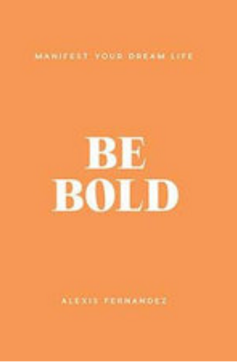 MANIFEST YOUR DREAM LIFE
BE
BOLD
ALEXIS FERNANDEZ